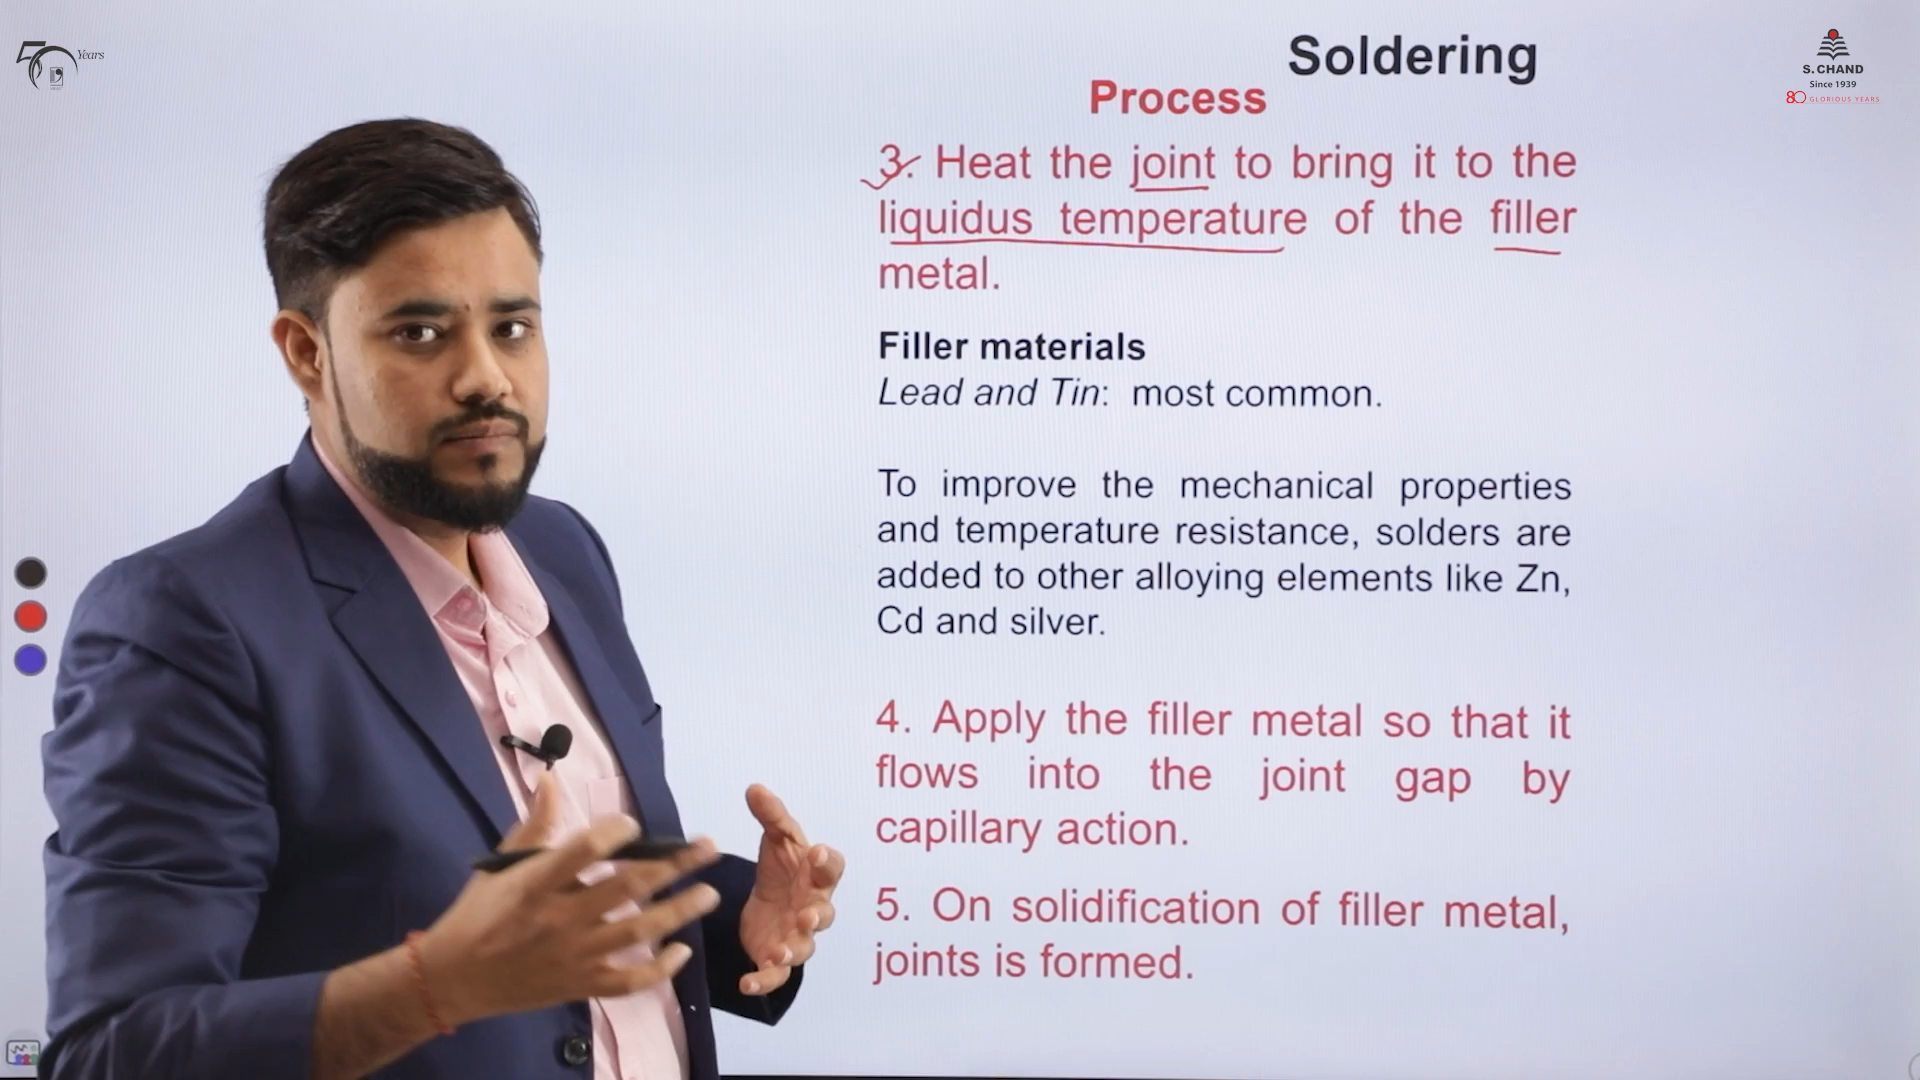 50 Years
Soldering
S. CHAND
Since 1939
80 GLORIOUS YEARS
Process
3. Heat the joint to bring it to the
liquidus temperature of the filler
metal.
Filler materials
Lead and Tin: most common.
To improve the mechanical properties
and temperature resistance, solders are
added to other alloying elements like Zn,
Cd and silver.
4. Apply the filler metal so that it
flows into the joint gap by
capillary action.
5. On solidification of filler metal,
joints is formed.